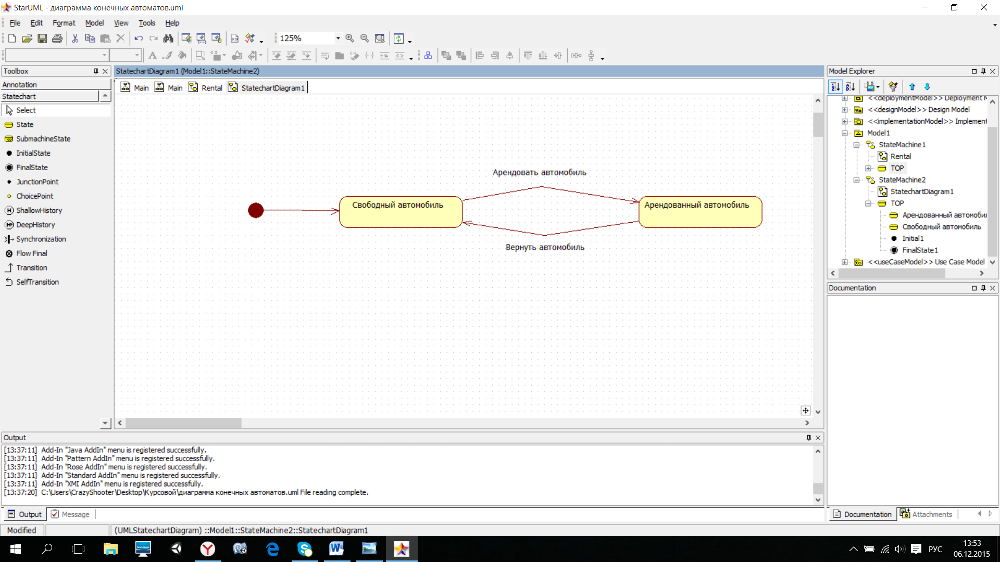 StarUML - диаграмма конечных автоматов.uml
File Edit Format Model View Tools Help
125%
Toolbox
Annotation
Statechart
Select
State
SubmachineState
InitialState
FinalState
JunctionPoint
ChoicePoint
ShallowHistory
DeepHistory
Synchronization
Flow Final
Transition
SelfTransition
StatechartDiagram1 (Model1::StateMachine2)
Main Main Rental StatechartDiagram1
Арендовать автомобиль
Свободный автомобиль
Арендованный автомобиль
Вернуть автомобиль
Model Explorer
<<deploymentModel>> Deployment M
<<designModel>> Design Model
<<implementationModel>> Implement
Model1
StateMachine1
Rental
TOP
StateMachine2
StatechartDiagram1
TOP
Арендованный автомобил
Свободный автомобиль
Initial1
FinalState1
<<useCaseModel>> Use Case Model
Documentation
Documentation Attachments
Output
[13:37:11] Add-In "Java AddIn" menu is registered successfully.
[13:37:11] Add-In "Pattern AddIn" menu is registered successfully.
[13:37:11] Add-In "Rose AddIn" menu is registered successfully.
[13:37:11] Add-In "Standard AddIn" menu is registered successfully.
[13:37:11] Add-In "XMI AddIn" menu is registered successfully.
[13:37:20] C:\Users\CrazyShooter\Desktop\Курсовой\диаграмма конечных автоматов.uml File reading complete.
Output Message
Modified
(UMLStatechartDiagram) ::Model1::StateMachine2::StatechartDiagram1
РУС
13:53
06.12.2015